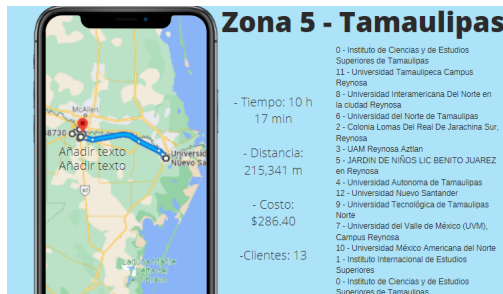 Zona 5 - Tamaulipas
McAllen
8730
Añadir texto
Añadir texto
Universid
Nuevo Sa
- Tiempo: 10 h
17 min
- Distancia:
215,341 m
- Costo:
$286.40
-Clientes: 13
0 - Instituto de Ciencias y de Estudios
Superiores de Tamaulipas
11 - Universidad Tamaulipeca Campus
Reynosa
8 - Universidad Interamericana Del Norte en
la ciudad Reynosa
6 - Universidad del Norte de Tamaulipas
2 - Colonia Lomas Del Real De Jarachina Sur,
Reynosa
3 - UAM Reynosa Aztlan
5 - JARDIN DE NIÑOS LIC BENITO JUAREZ
en Reynosa
4 - Universidad Autonoma de Tamaulipas
12 - Universidad Nuevo Santander
9 - Universidad Tecnológica de Tamaulipas
Norte
7 - Universidad del Valle de México (UVM),
Campus Reynosa
10 - Universidad México Americana del Norte
1 - Instituto Internacional de Estudios
Superiores
0 - Instituto de Ciencias y de Estudios
Superiores de Tamaulipas